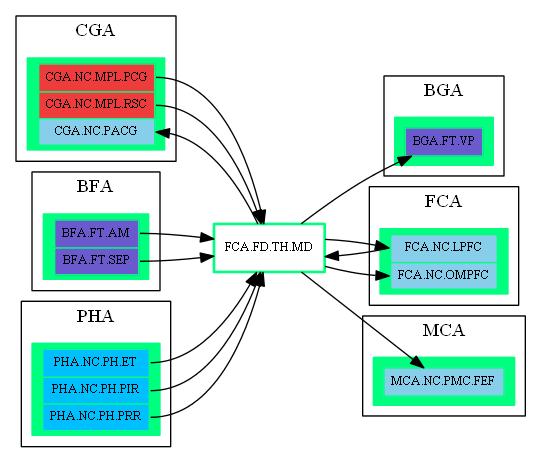 CGA
CGA.NC.MPL.PCG
CGA.NC.MPL.RSC
CGA.NC.PACG
BFA
BFA.FT.AM
BFA.FT.SEP
PHA
PHA.NC.PH.ET
PHA.NC.PH.PIR
PHA.NC.PH.PRR
FCA.FD.TH.MD
BGA
BGA.FT.VP
FCA
FCA.NC.LPFC
FCA.NC.OMPFC
MCA
MCA.NC.PMC.FEF